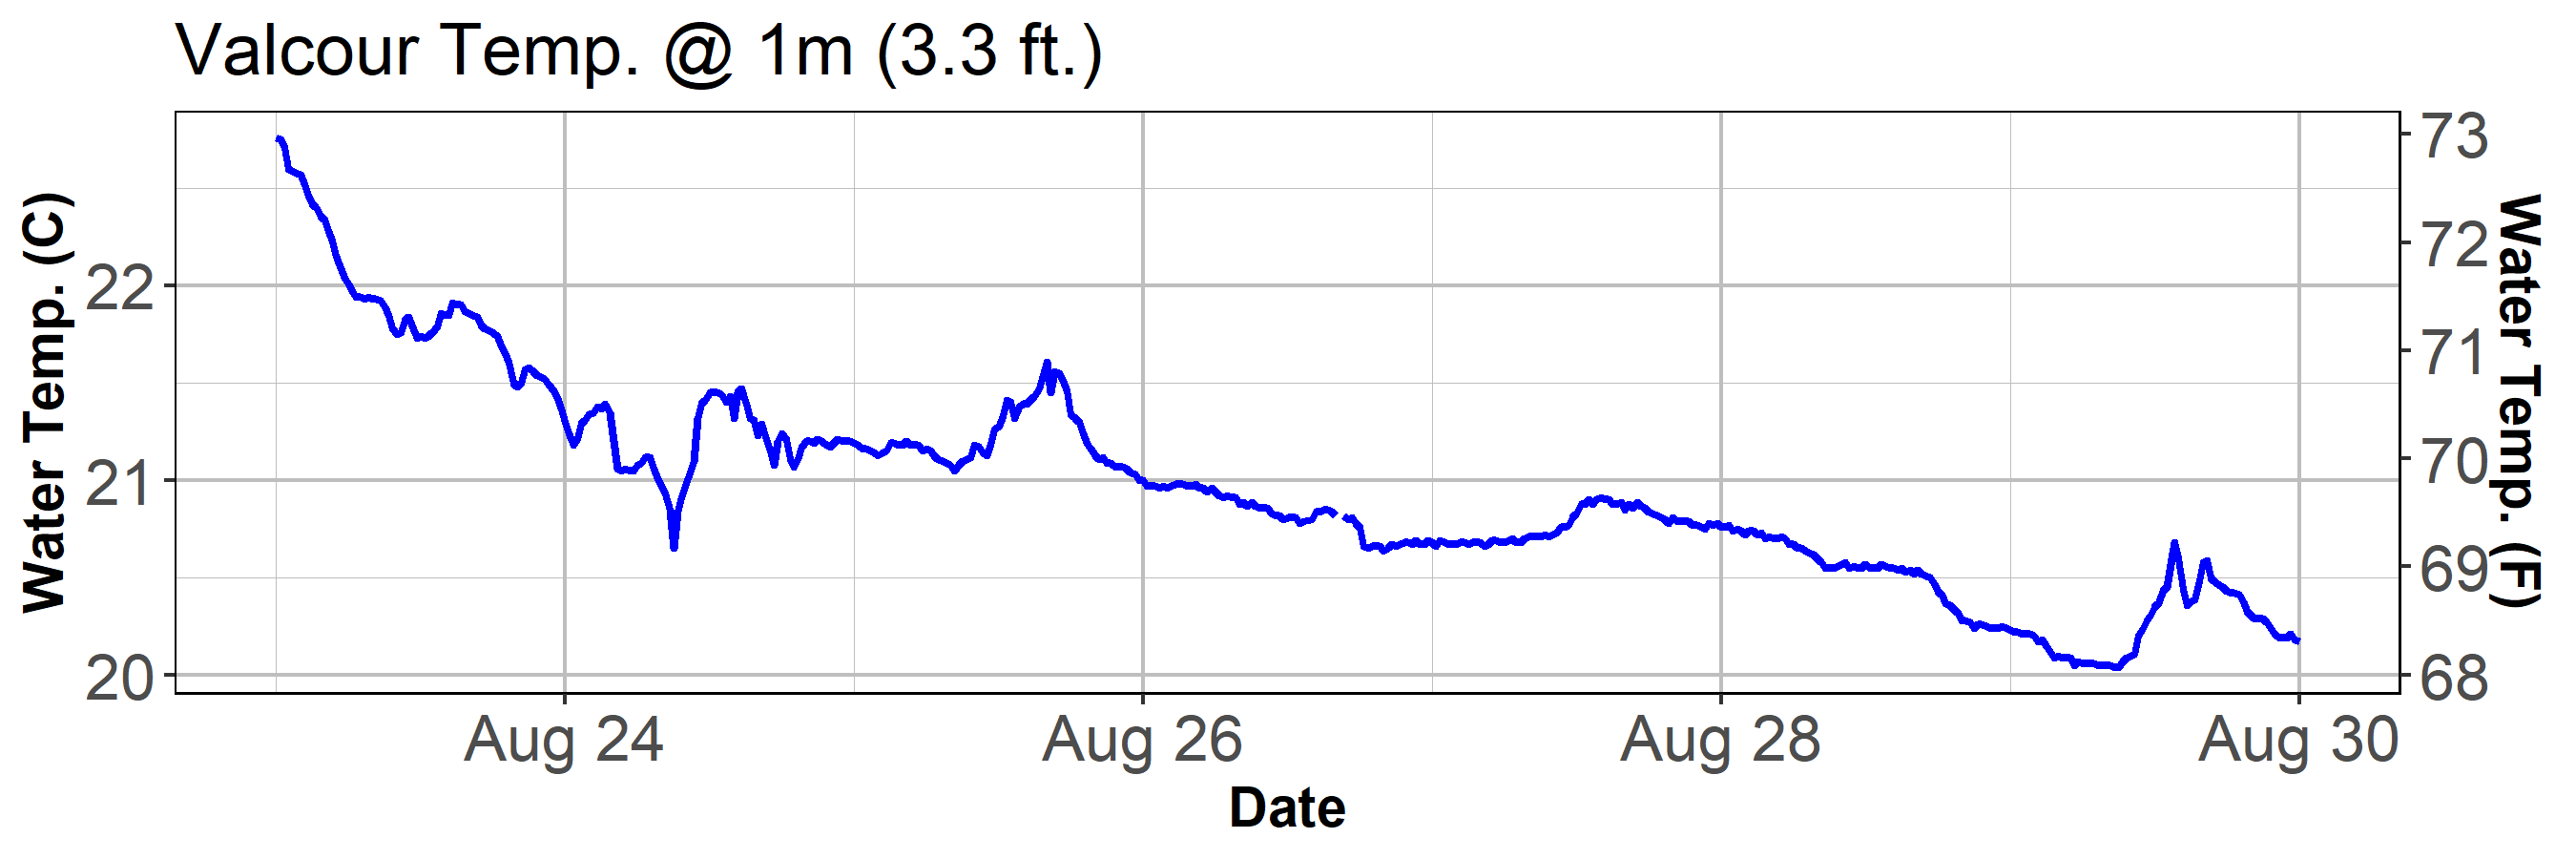 Valcour Temp. @ 1m (3.3 ft.)
Water Temp. (C)
22
21
20
73
72
71
70
69
68
Water Temp. (F)
Aug 24
Aug 26
Aug 28
Aug 30
Date